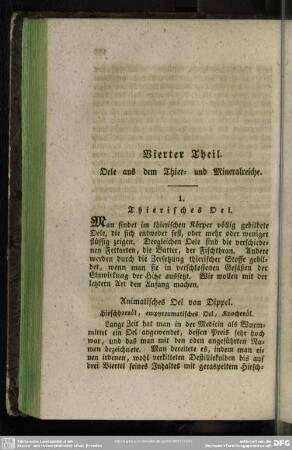 Vierter Theil.
Oele aus dem Thier- und Mineralreiche.
1.
Thierisches Oel.
Man findet im thierischen Körper völlig gebildete
Oele, die sich entweder fest, oder mehr oder weniger
flüssig zeigen. Dergleichen Oele sind die verschiede-
nen Fettarten, die Butter, der Fischthran. Andere
werden durch die Zersetzung thierischer Stoffe gebil-
det, wenn man sie in verschlossenen Gefäßen der
Einwirkung der Hitze aussetzt. Wir wollen mit der
letztern Art den Anfang machen.
Animalisches Oel von Dippel.
Hirschhornöl, empyreumatisches Oel, Knochenöl.
Lange Zeit hat man in der Medicin als Wurm-
mittel ein Oel angewendet, dessen Preis sehr hoch
war, und das man mit den oben angeführten Na-
men bezeichnete. Man bereitete es, indem man ei-
nen irdenen, wohl verkitteten Destillirkolben bis auf
drei Viertel seines Inhaltes mit geraspeltem Hirsch-